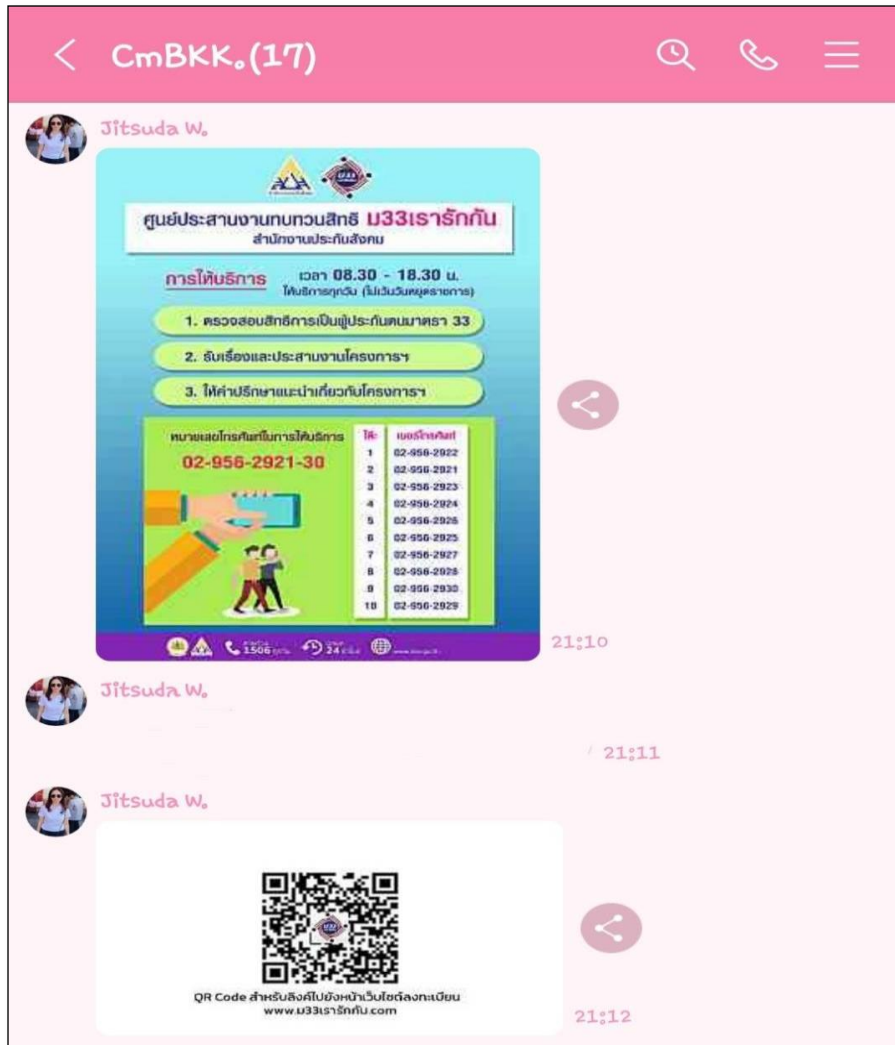 CmBKK.(17)
Jitsuda W.
ม33
ศูนย์ประสานงานทบทวนสิทธิ ม33เรารักกัน
สำนักงานประกันสังคม
การให้บริการ เวลา 08.30 - 18.30 น.
ให้บริการทุกวัน (ไม่เว้นวันหยุดราชการ)
1. ตรวจสอบสิทธิการเป็นผู้ประกันตนมาตรา 33
2. รับเรื่องและประสานงานโครงการฯ
3. ให้คำปรึกษาแนะนำเกี่ยวกับโครงการฯ
หมายเลขโทรศัพท์ในการให้บริการ
02-956-2921-30
โต๊ะ เบอร์โทรศัพท์
1 02-956-2922
2 02-956-2921
3 02-956-2923
4 02-956-2924
5 02-956-2926
6 02-956-2925
7 02-956-2927
8 02-956-2928
9 02-956-2930
10 02-956-2929
1506
24
21:10
Jitsuda W.
21:11
Jitsuda W.
QR Code สำหรับลิงค์ไปยังหน้าเว็บไซต์ลงทะเบียน
www.ม33เรารักกัน.com
21:12